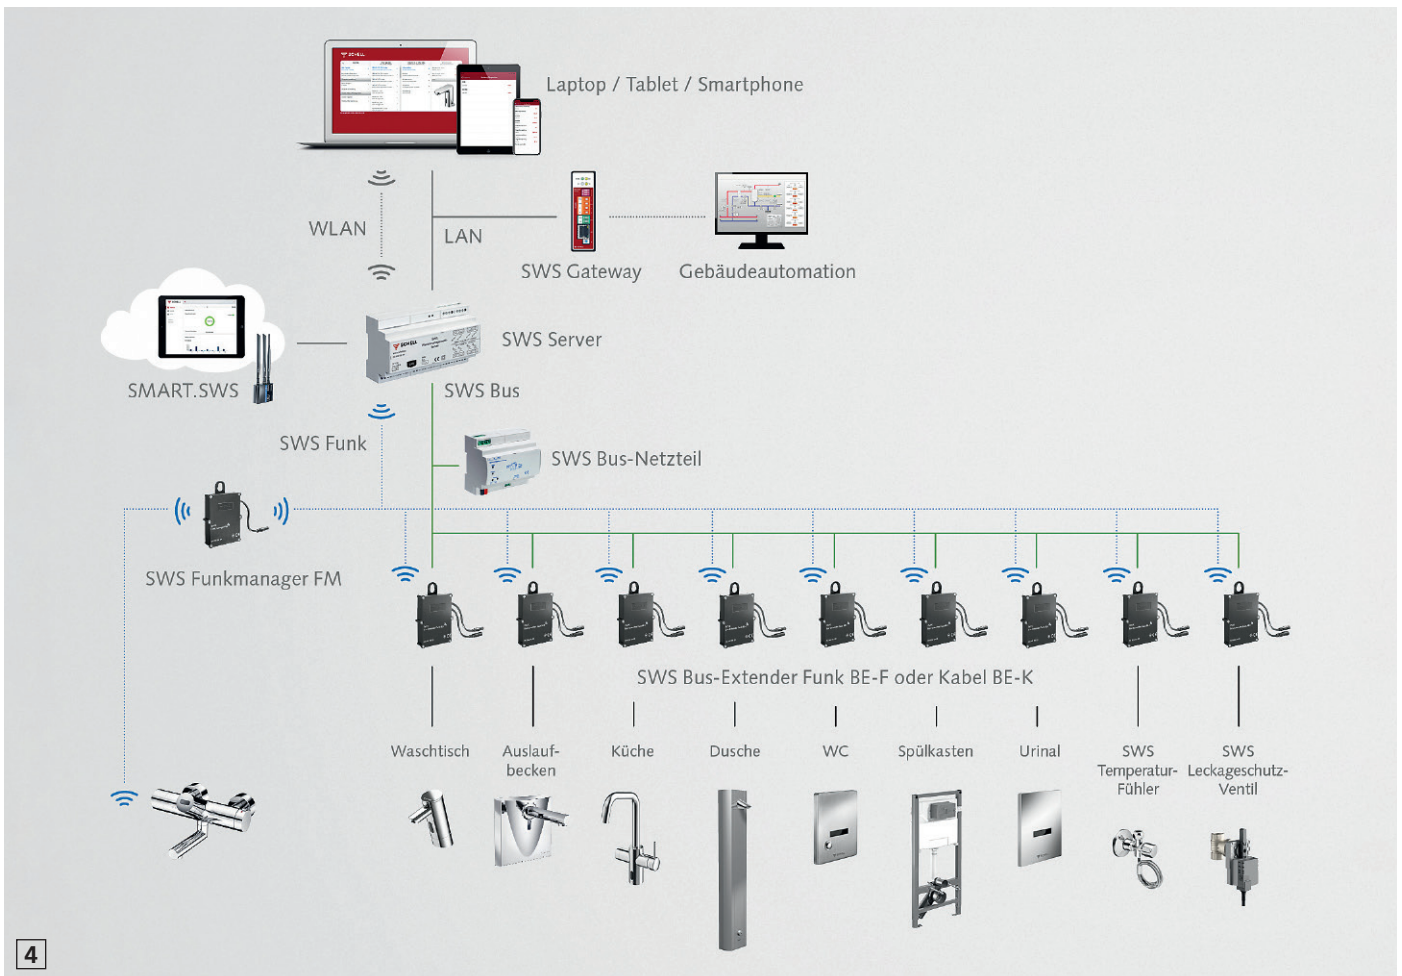 SCHELL
Laptop / Tablet / Smartphone
WLAN
LAN
SWS Gateway
Gebäudeautomation
SWS Server
SCHELL
SMART.SWS
SWS Bus
SWS Funk
SWS Bus-Netzteil
SWS Funkmanager FM
SWS Bus-Extender Funk BE-F oder Kabel BE-K
Waschtisch
Auslauf-
becken
Küche
Dusche
WC
Spülkasten
Urinal
SWS
Temperatur-
Fühler
SWS
Leckageschutz-
Ventil
4